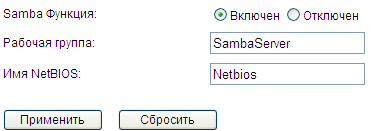 Samba Функция: Включен Отключен
Рабочая группа: SambaServer
Имя NetBIOS: Netbios
Применить Сбросить